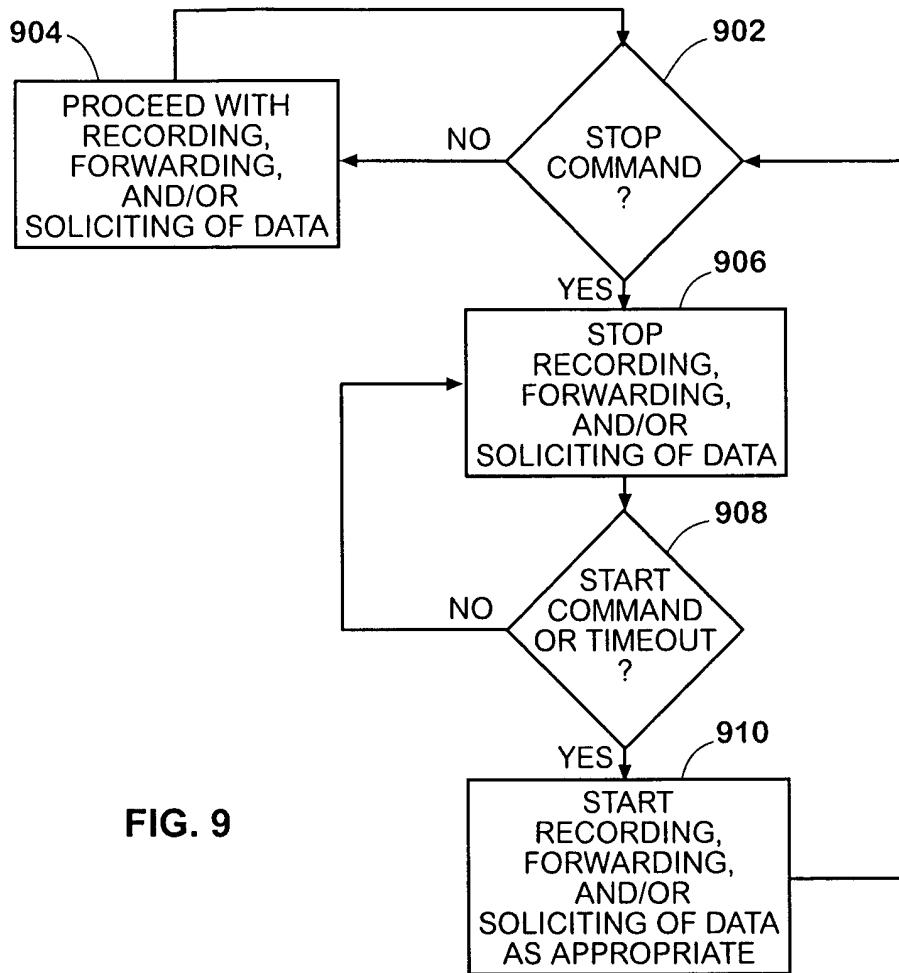 904
PROCEED WITH
RECORDING,
FORWARDING,
AND/OR
SOLICITING OF DATA
NO
902
STOP
COMMAND
?
YES
906
STOP
RECORDING,
FORWARDING,
AND/OR
SOLICITING OF DATA
908
START
COMMAND
OR TIMEOUT
?
NO
YES
910
START
RECORDING,
FORWARDING,
AND/OR
SOLICITING OF DATA
AS APPROPRIATE
FIG. 9